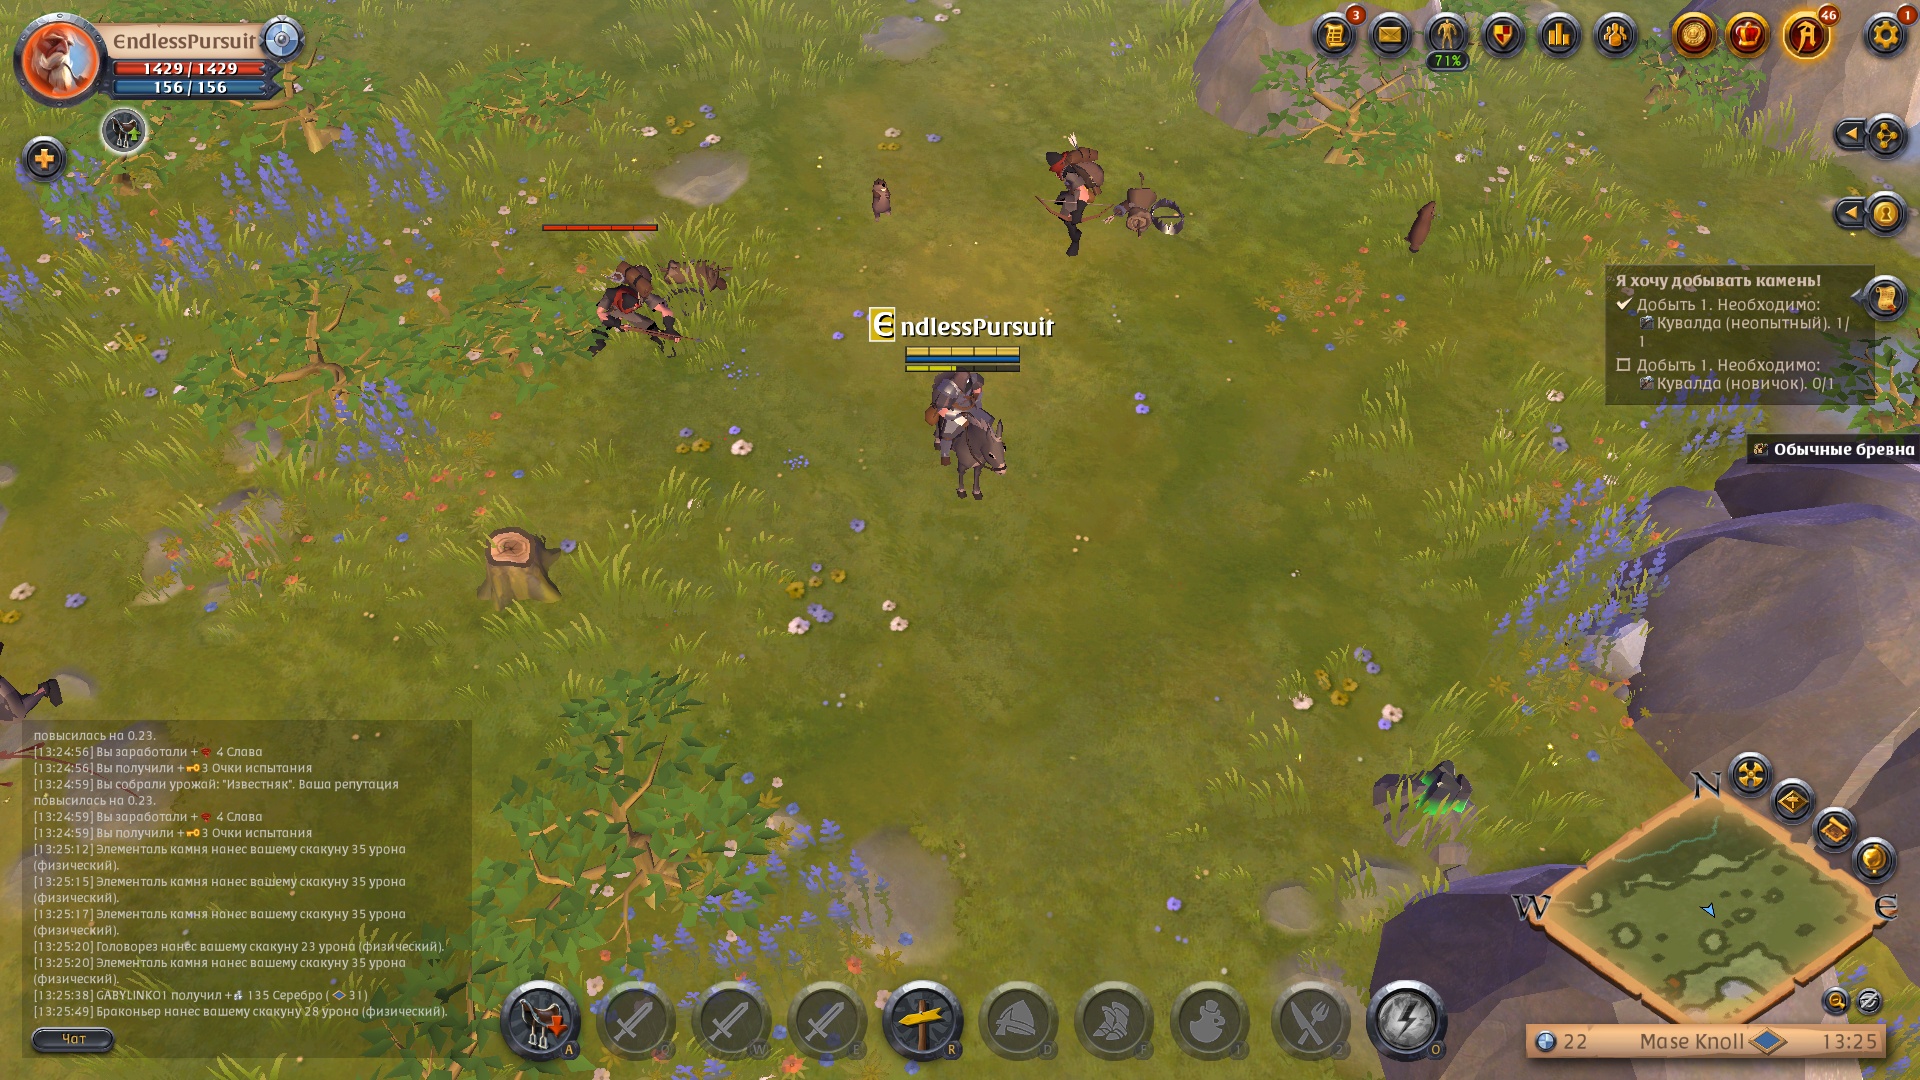 EndlessPursuit
1429 / 1429
156 / 156
3
71%
46
1
EndlessPursuit
Я хочу добывать камень!
Добыть 1. Необходимо:
Кувалда (неопытный). 1/
1
Добыть 1. Необходимо:
Кувалда (новичок). 0/1
Обычные бревна
повысилась на 0.23.
[13:24:56] Вы заработали + 4 Слава
[13:24:56] Вы получили + 3 Очки испытания
[13:24:59] Вы собрали урожай: "Известняк". Ваша репутация
повысилась на 0.23.
[13:24:59] Вы заработали + 4 Слава
[13:24:59] Вы получили + 3 Очки испытания
[13:25:12] Элементаль камня нанес вашему скакуну 35 урона
(физический).
[13:25:15] Элементаль камня нанес вашему скакуну 35 урона
(физический).
[13:25:17] Элементаль камня нанес вашему скакуну 35 урона
(физический).
[13:25:20] Головорез нанес вашему скакуну 23 урона (физический).
[13:25:20] Элементаль камня нанес вашему скакуну 35 урона
(физический).
[13:25:38] GABYLINKO1 получил + 135 Серебро ( 31)
[13:25:49] Браконьер нанес вашему скакуну 28 урона (физический).
Чат
A Q W E R D F 1 2 O
N
W
E
22 Mase Knoll 13:25